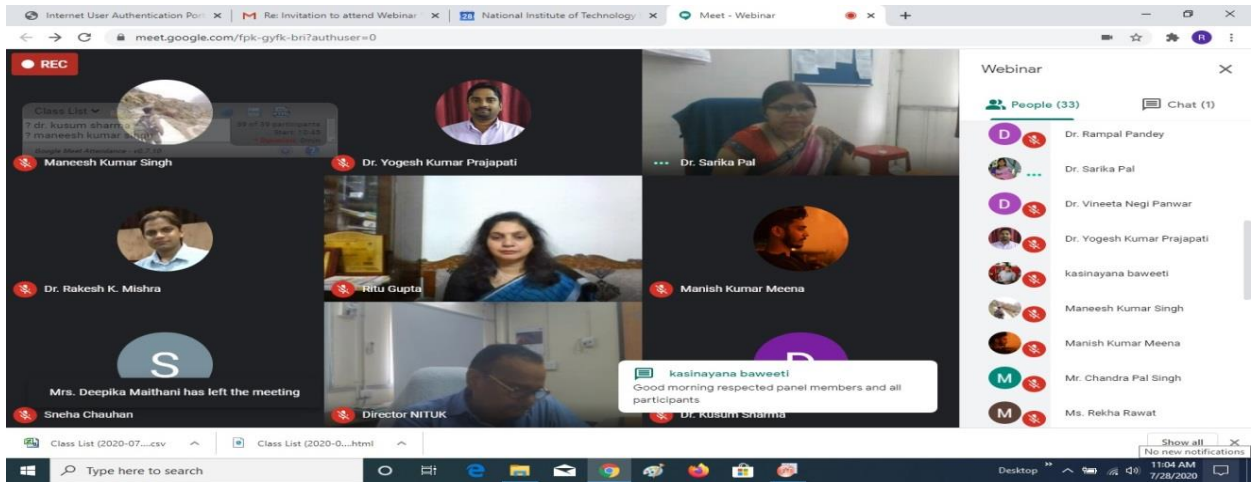 Internet User Authentication Por
Re: Invitation to attend Webinar
National Institute of Technology
Meet - Webinar
meet.google.com/fpk-gyfk-bri?authuser=0
R
REC
Class List
? dr. kusum sharm
? maneesh kumar singh
Maneesh Kumar Singh
Dr. Yogesh Kumar Prajapati
Dr. Sarika Pal
Dr. Rakesh K. Mishra
Ritu Gupta
Manish Kumar Meena
S
Mrs. Deepika Maithani has left the meeting
Sneha Chauhan
Director NITUK
kasinayana baweeti
Good morning respected panel members and all
participants
Dr. Kusum Sharma
Webinar
People (33)
Chat (1)
D
Dr. Rampal Pandey
Dr. Sarika Pal
D
Dr. Vineeta Negi Panwar
Dr. Yogesh Kumar Prajapati
kasinayana baweeti
Maneesh Kumar Singh
Manish Kumar Meena
M
Mr. Chandra Pal Singh
M
Ms. Rekha Rawat
Class List (2020-07....csv
Class List (2020-0....html
Show all
No new notifications
Type here to search
Desktop
11:04 AM
7/28/2020